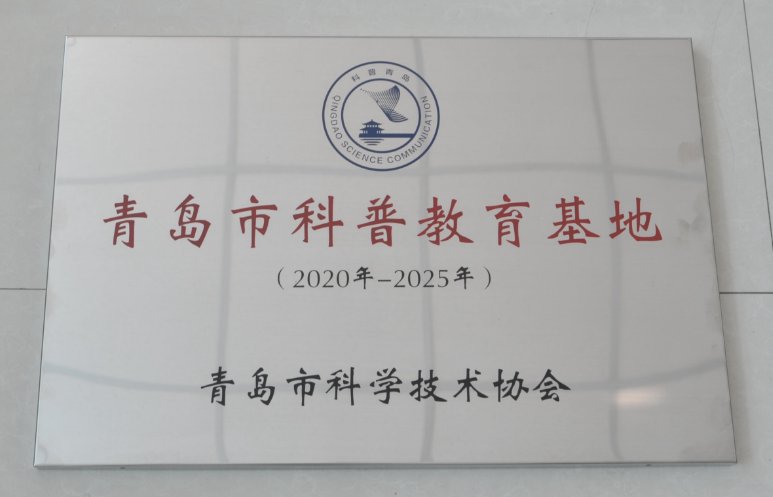 科普青岛
QINGDAO SCIENCE COMMUNICATION
青岛市科普教育基地
（2020年-2025年）
青岛市科学技术协会